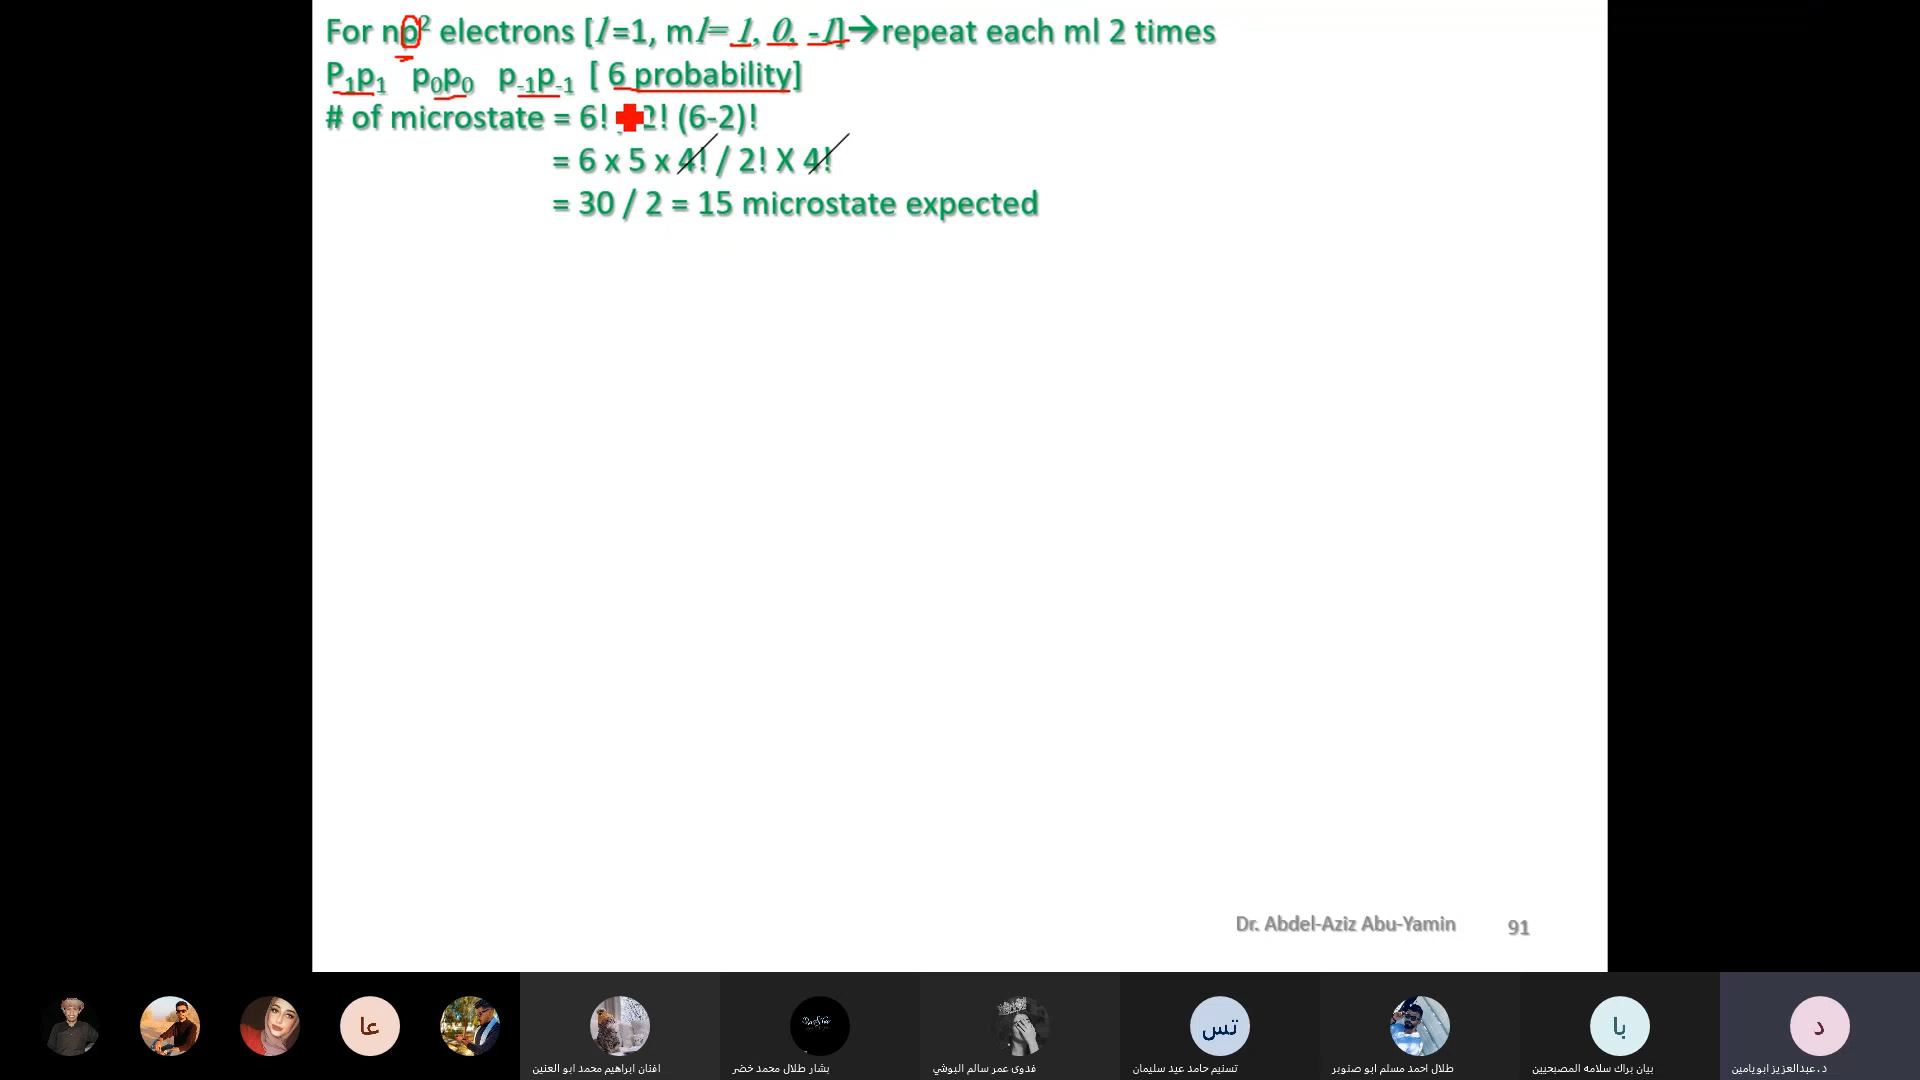 For np² electrons [l =1, ml= 1, 0, -1]→repeat each ml 2 times
P₁p₁ p₀p₀ p₋₁p₋₁ [ 6 probability]
# of microstate = 6! 2! (6-2)!
= 6 x 5 x 4! / 2! X 4!
= 30 / 2 = 15 microstate expected
Dr. Abdel-Aziz Abu-Yamin 91
عا تس با د
افنان ابراهيم محمد ابو العنين بشار طلال محمد خضر فدوى عمر سالم البوشي تسنيم حامد عيد سليمان طلال احمد مسلم ابو صنوبر بيان براك سلامه المصبحيين د.عبدالعزيز ابويامين